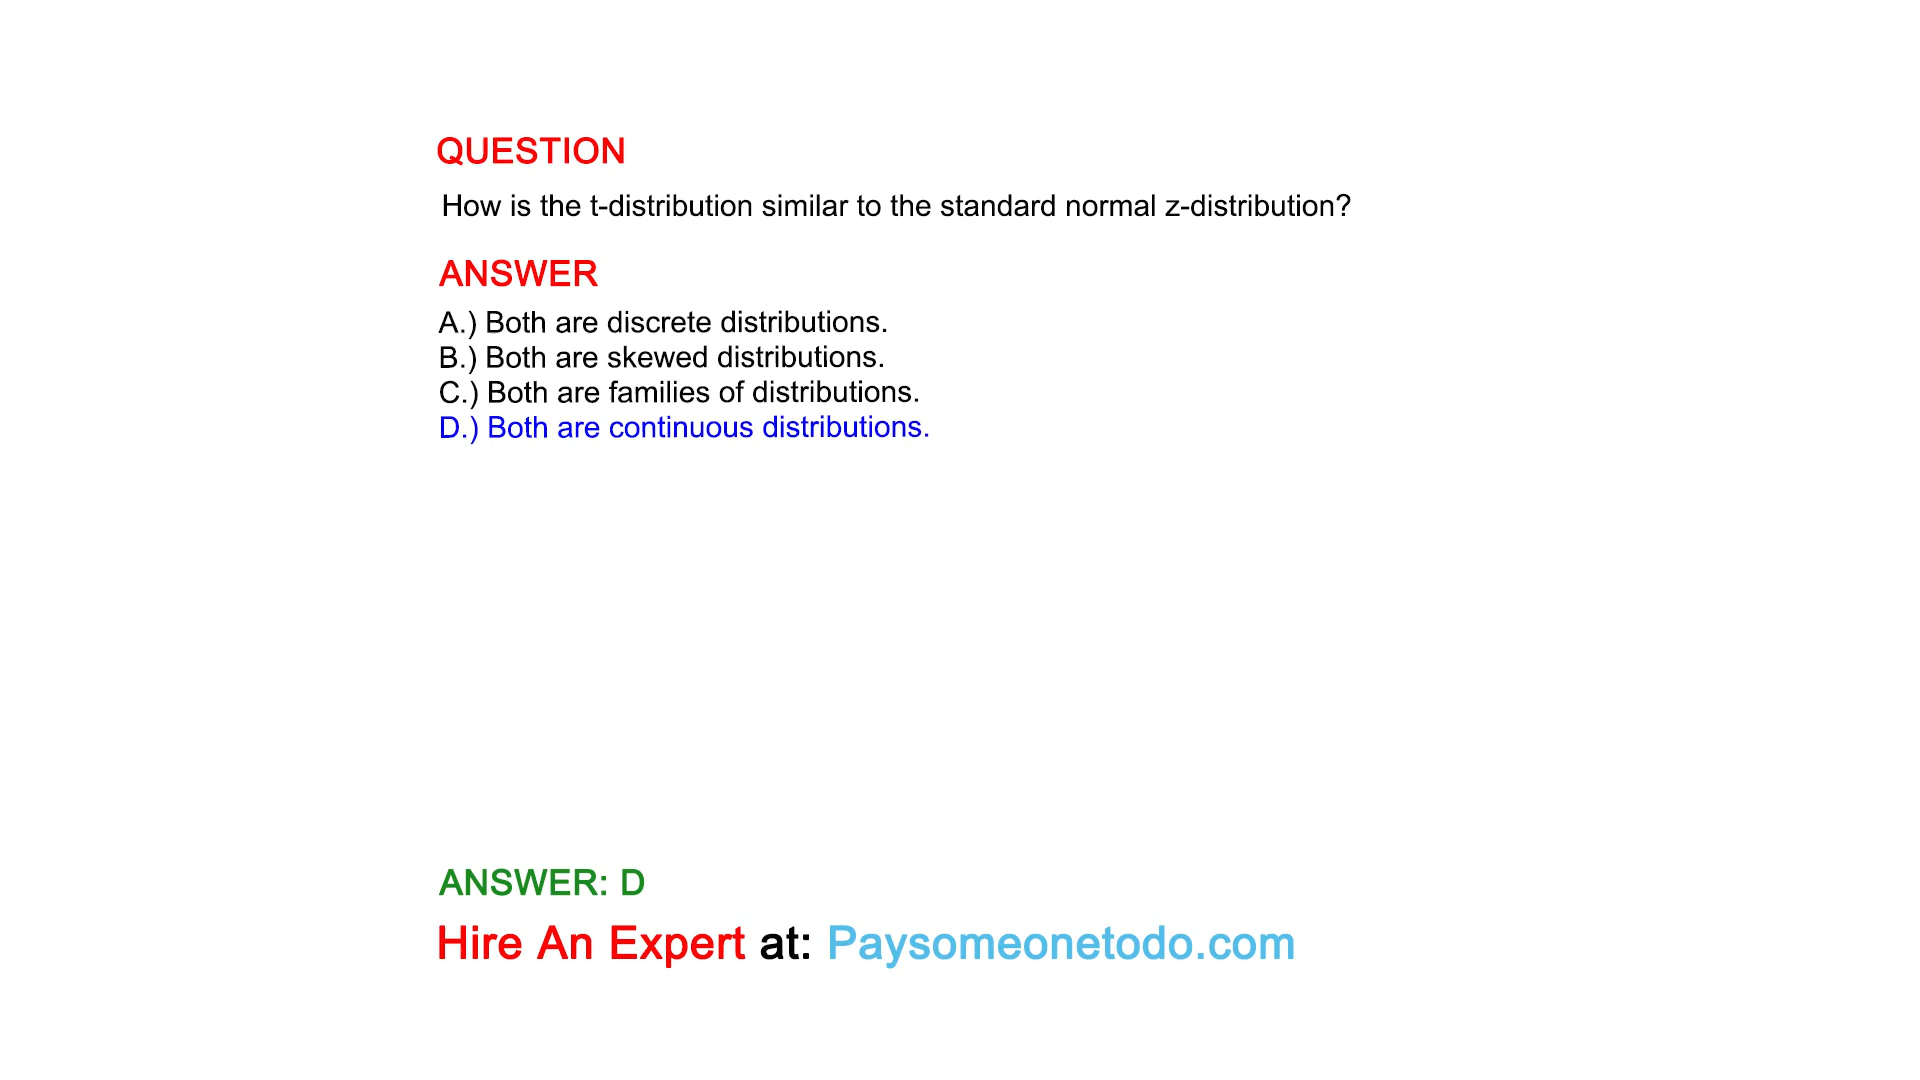 QUESTION
How is the t-distribution similar to the standard normal z-distribution?
ANSWER
A.) Both are discrete distributions.
B.) Both are skewed distributions.
C.) Both are families of distributions.
D.) Both are continuous distributions.
ANSWER: D
Hire An Expert at: Paysomeonetodo.com